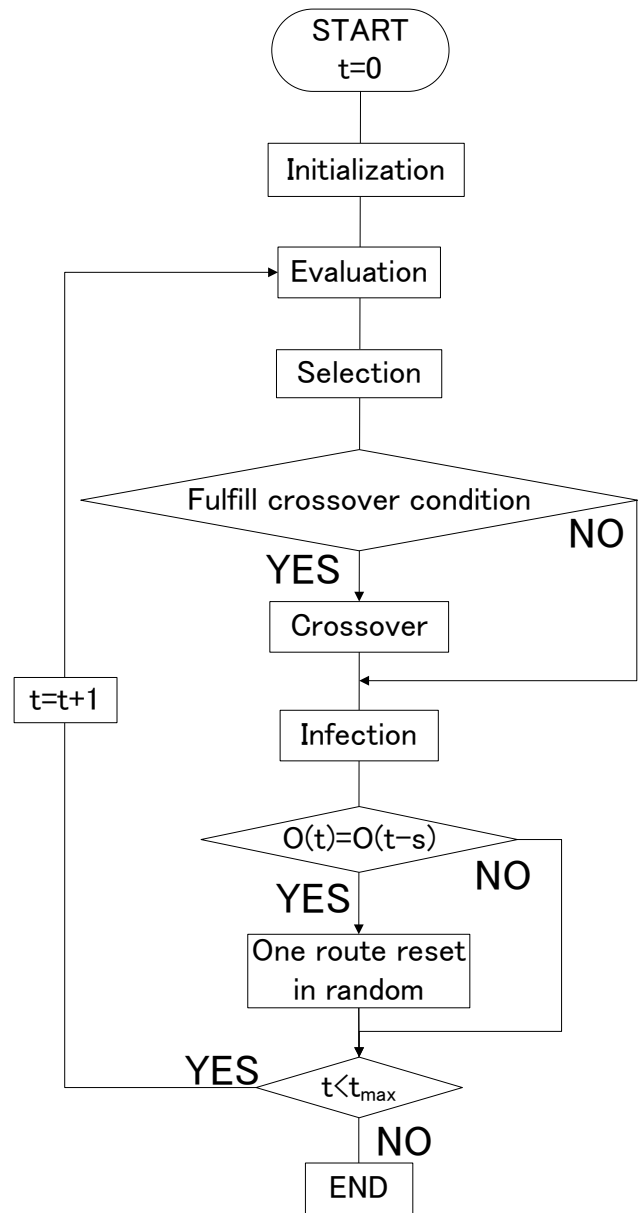 START
t=0
Initialization
Evaluation
Selection
Fulfill crossover condition
NO
YES
Crossover
t=t+1
Infection
O(t)=O(t-s)
NO
YES
One route reset
in random
YES
t<tmax
NO
END